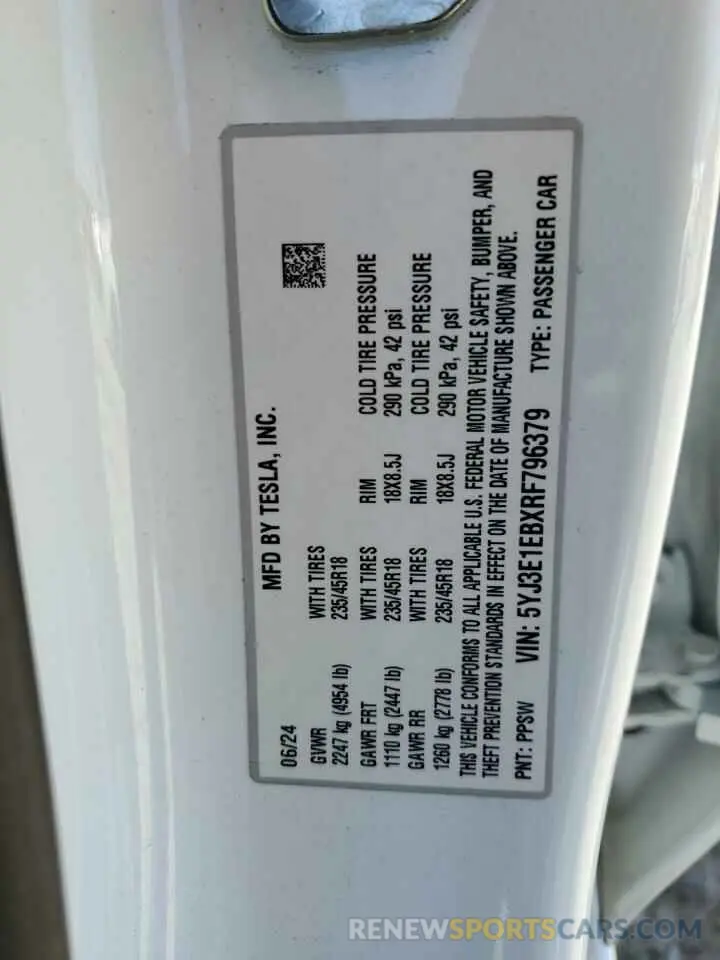 MFD BY TESLA, INC.
06/24
GVWR WITH TIRES
2247 kg (4954 lb) 235/45R18
GAWR FRT WITH TIRES RIM COLD TIRE PRESSURE
1110 kg (2447 lb) 235/45R18 18X8.5J 290 kPa, 42 psi
GAWR RR WITH TIRES RIM COLD TIRE PRESSURE
1260 kg (2778 lb) 235/45R18 18X8.5J 290 kPa, 42 psi
THIS VEHICLE CONFORMS TO ALL APPLICABLE U.S. FEDERAL MOTOR VEHICLE SAFETY, BUMPER, AND
THEFT PREVENTION STANDARDS IN EFFECT ON THE DATE OF MANUFACTURE SHOWN ABOVE.
PNT: PPSW VIN: 5YJ3E1EBXRF796379 TYPE: PASSENGER CAR
RENEWSPORTSCARS.COM